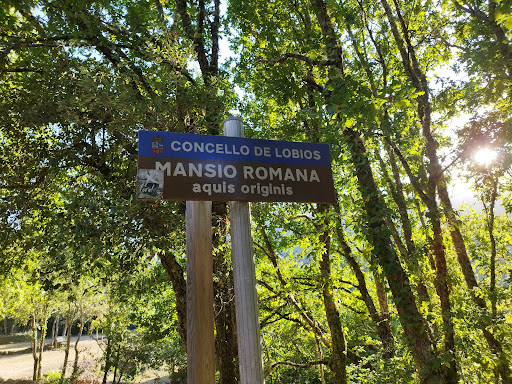 CONCELLO DE LOBIOS
MANSIO ROMANA
aquis originis